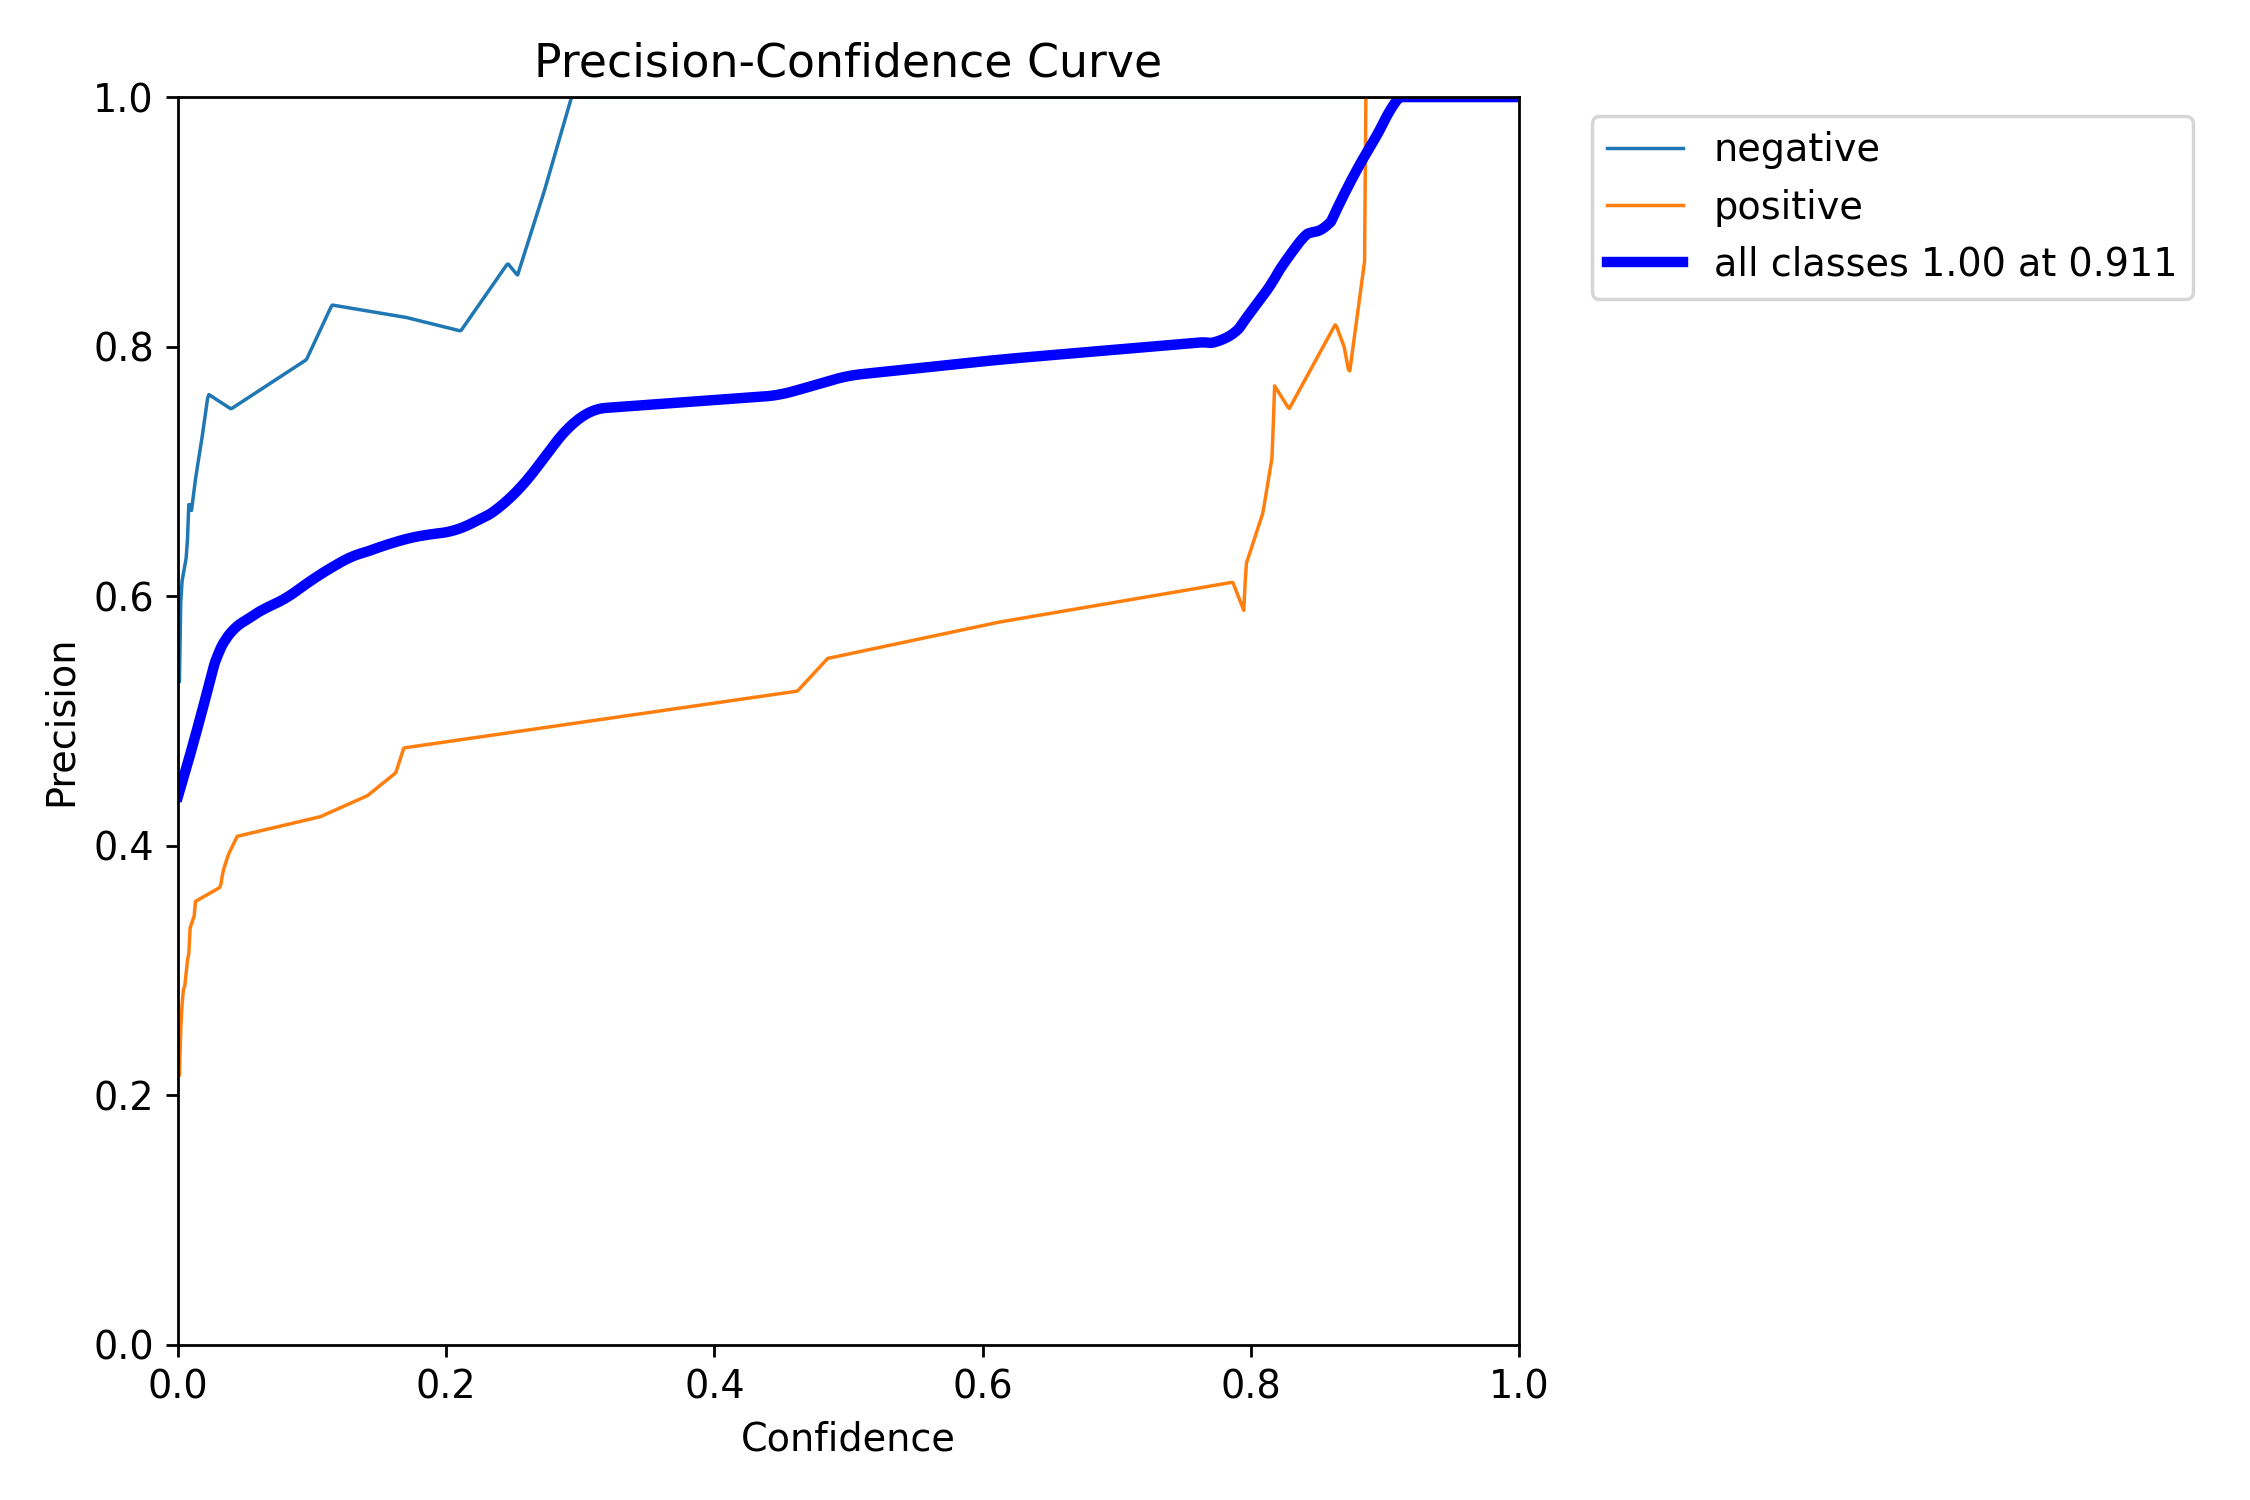 Precision-Confidence Curve
1.0
0.8
0.6
0.4
0.2
0.0
Precision
0.0 0.2 0.4 0.6 0.8 1.0
Confidence
negative
positive
all classes 1.00 at 0.911